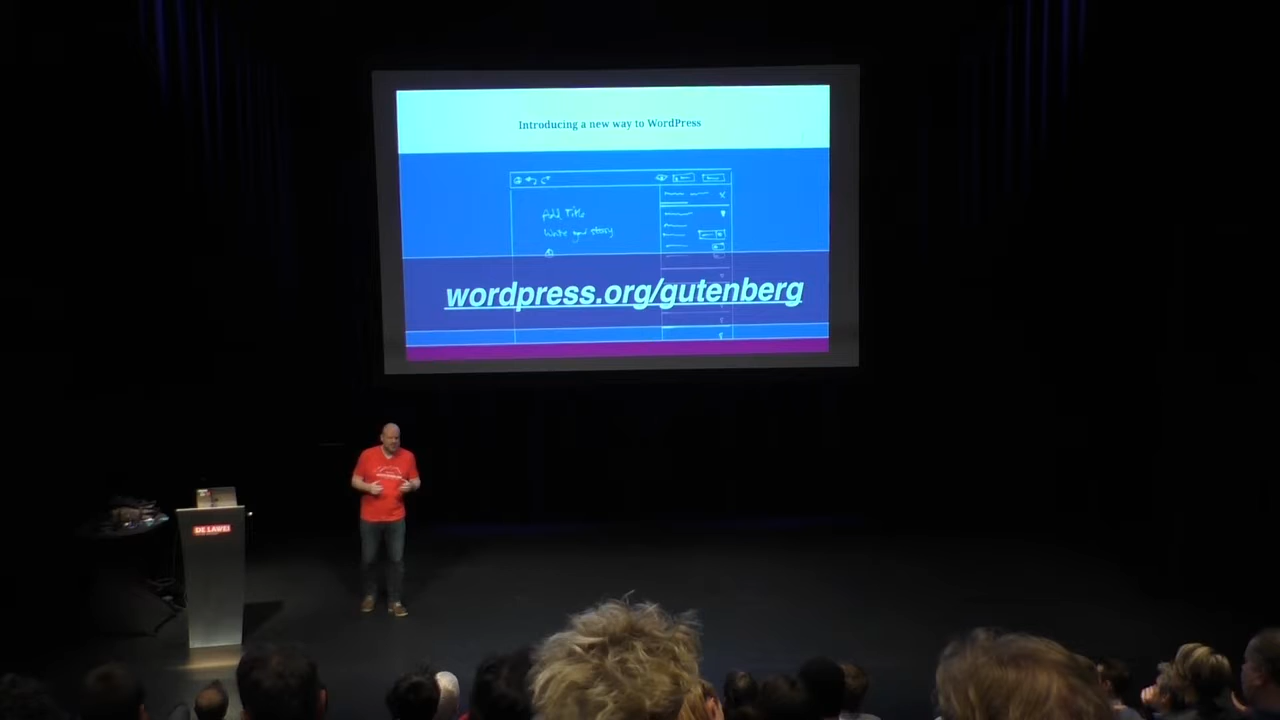 Introducing a new way to WordPress
Add Title
Write your story
wordpress.org/gutenberg
DE LAWEI